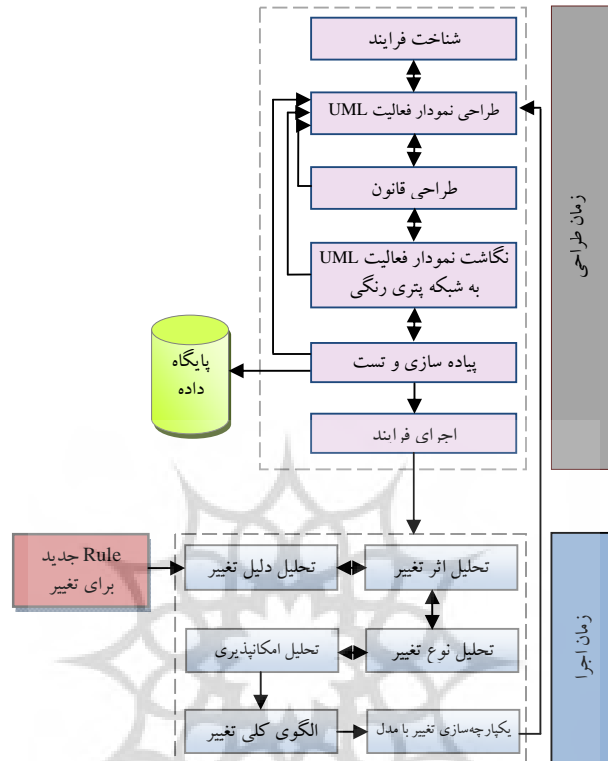 شناخت فرایند
طراحی نمودار فعالیت UML
طراحی قانون
نگاشت نمودار فعالیت UML
به شبکه پتری رنگی
پیاده سازی و تست
اجرای فرایند
زمان طراحی
پایگاه
داده
Rule جدید
برای تغییر
تحلیل اثر تغییر
تحلیل دلیل تغییر
تحلیل نوع تغییر
تحلیل امکانپذیری
یکپارچه‌سازی تغییر با مدل
الگوی کلی تغییر
زمان اجرا